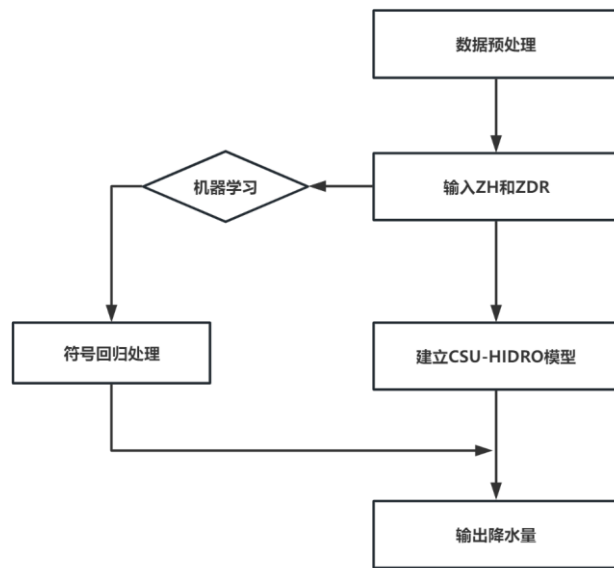 数据预处理
机器学习
输入ZH和ZDR
符号回归处理
建立CSU-HIDRO模型
输出降水量